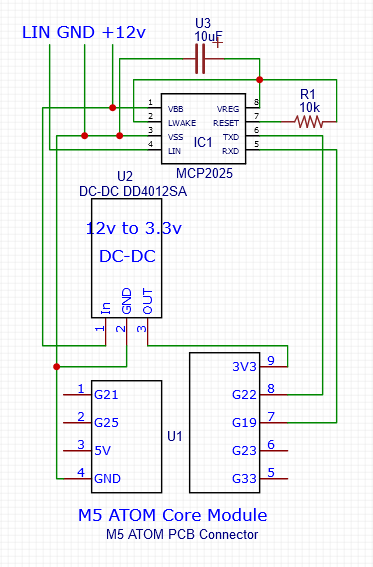 LIN GND +12v
U3
10uF
+
R1
10k
1 VBB VREG 8
2 LWAKE RESET 7
3 VSS TXD 6
4 LIN RXD 5
IC1
MCP2025
U2
DC-DC DD4012SA
12v to 3.3v
DC-DC
In GND OUT
1 2 3
3V3 9
1 G21 G22 8
2 G25 G19 7
3 5V G23 6
4 GND G33 5
U1
M5 ATOM Core Module
M5 ATOM PCB Connector